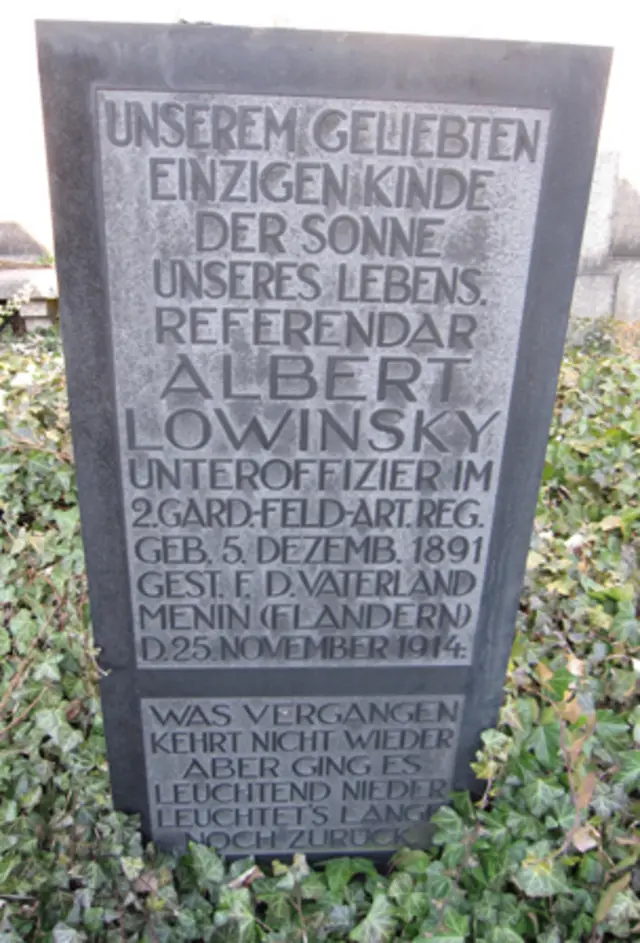 UNSEREM GELIEBTEN
EINZIGEN KINDE
DER SONNE
UNSERES LEBENS.
REFERENDAR
ALBERT
LOWINSKY
UNTEROFFIZIER IM
2.GARD.-FELD-ART.REG.
GEB. 5. DEZEMB. 1891
GEST. F. D. VATERLAND
MENIN (FLANDERN)
D. 25. NOVEMBER 1914.
WAS VERGANGEN
KEHRT NICHT WIEDER
ABER GING ES
LEUCHTEND NIEDER
LEUCHTET'S LANGE
NOCH ZURÜCK